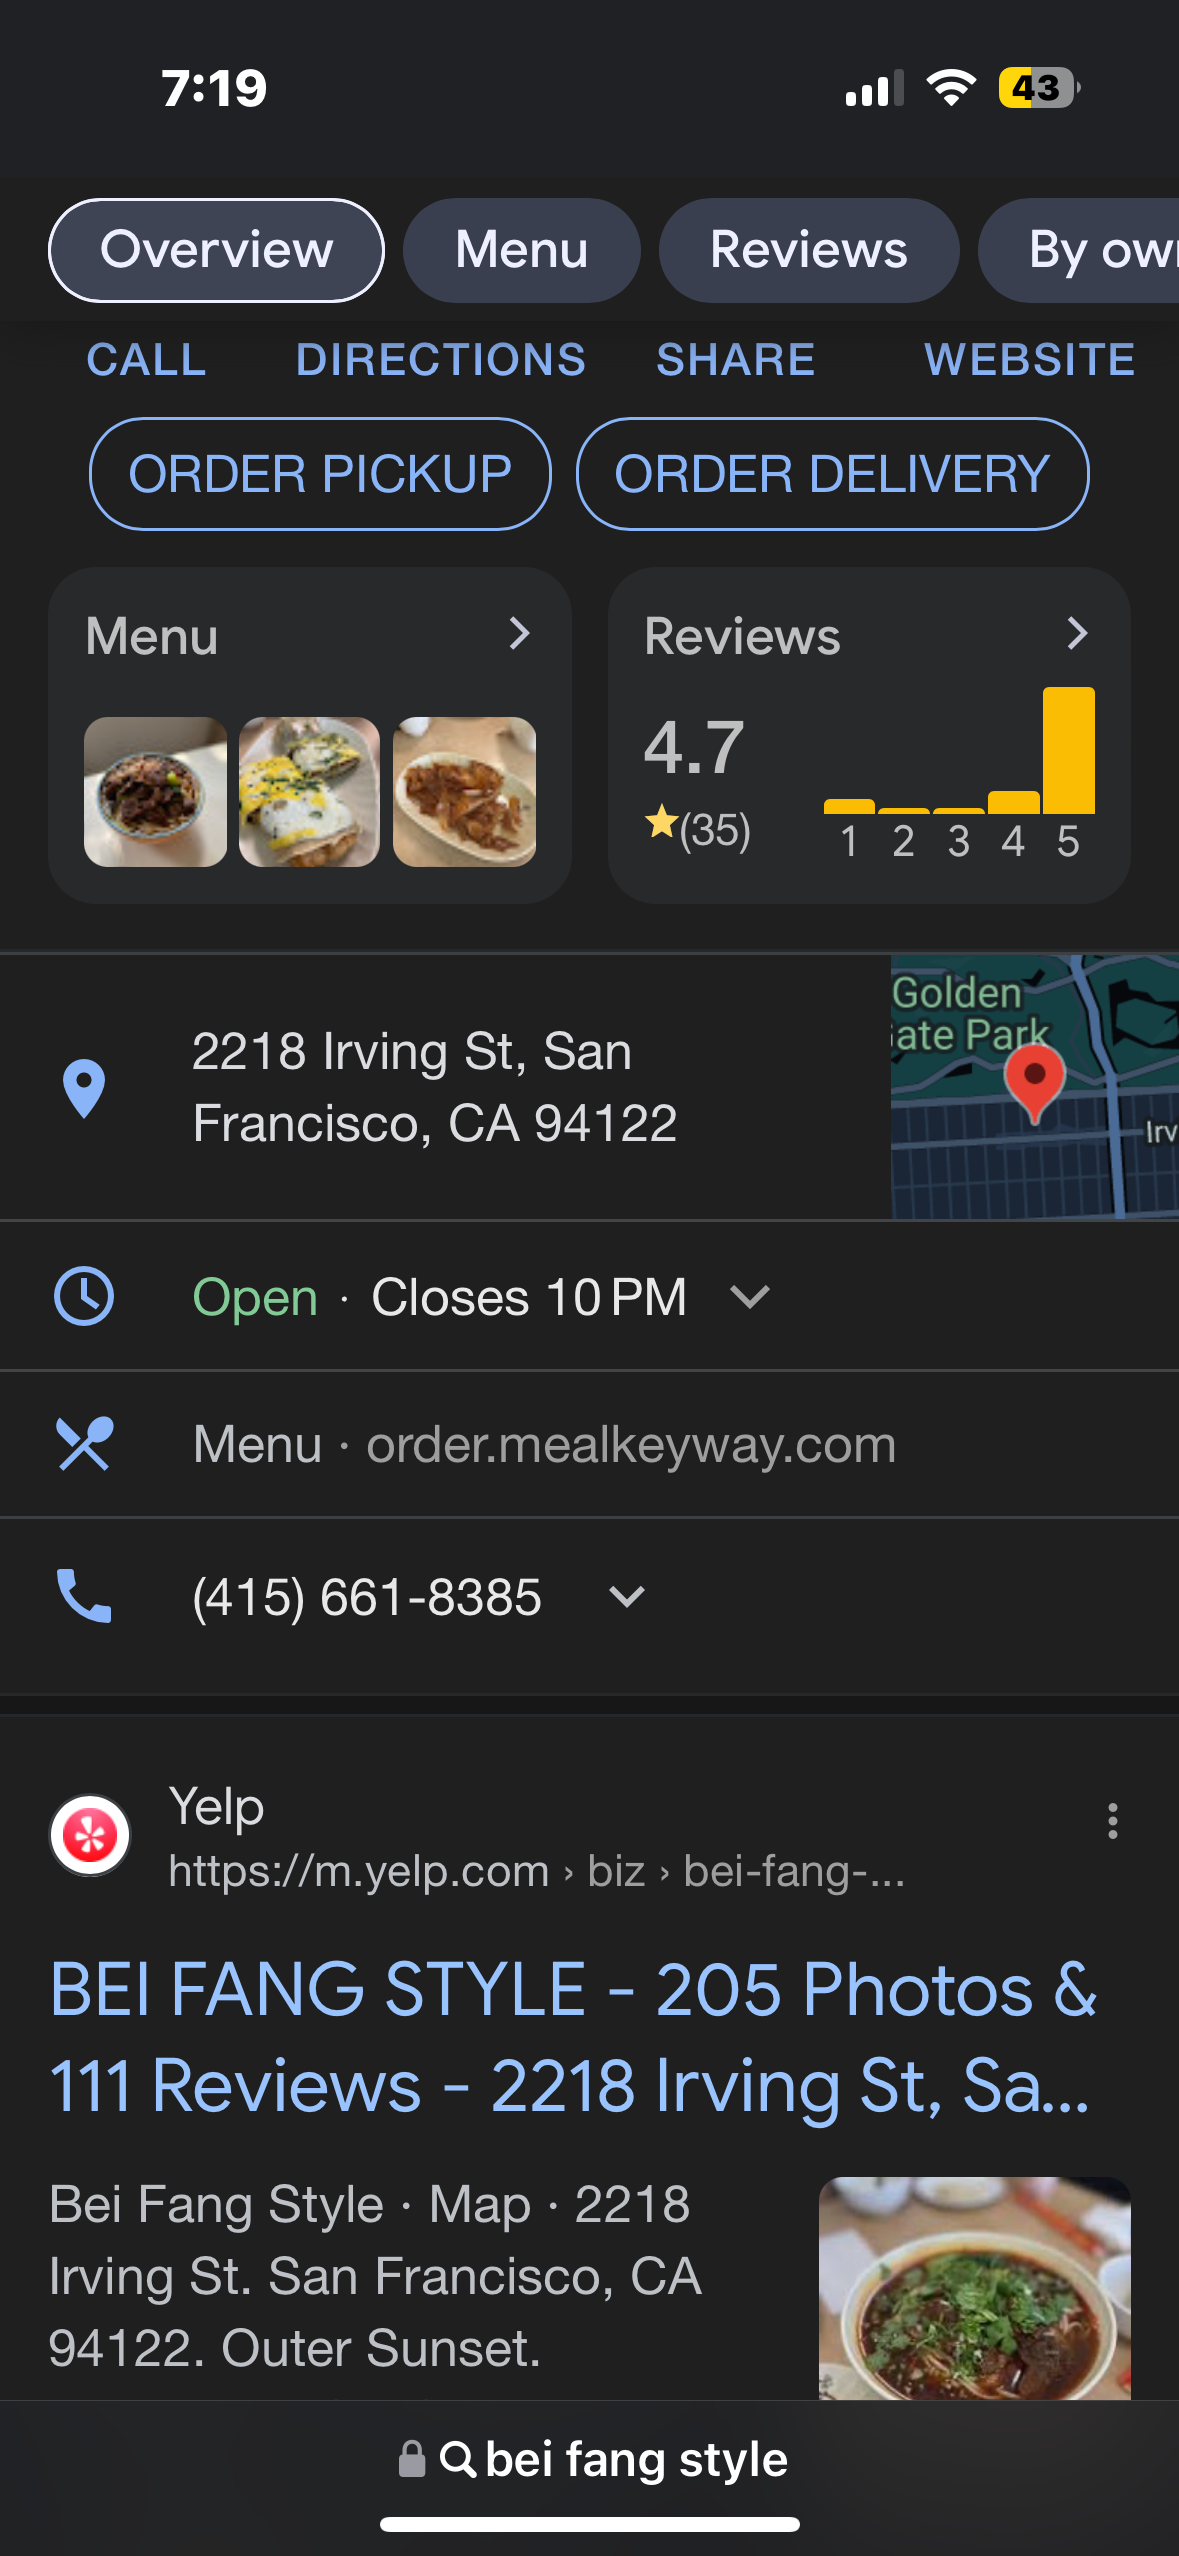 7:19
43
Overview
Menu
Reviews
By own
CALL
DIRECTIONS
SHARE
WEBSITE
ORDER PICKUP
ORDER DELIVERY
Menu
Reviews
4.7
(35)
1 2 3 4 5
2218 Irving St, San
Francisco, CA 94122
Golden
ate Park
Irv
Open · Closes 10 PM
Menu · order.mealkeyway.com
(415) 661-8385
Yelp
https://m.yelp.com › biz › bei-fang-...
BEI FANG STYLE - 205 Photos &
111 Reviews - 2218 Irving St, Sa...
Bei Fang Style · Map · 2218
Irving St. San Francisco, CA
94122. Outer Sunset.
bei fang style